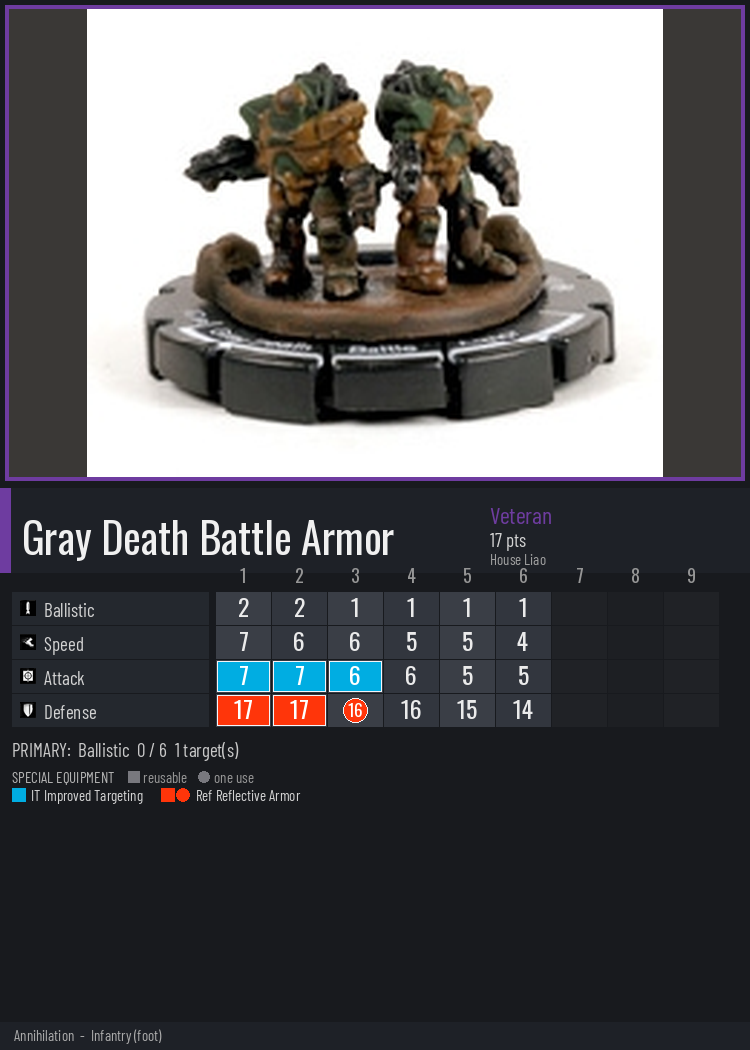 Battle
Gray Death Battle Armor
Veteran
17 pts
House Liao
1 2 3 4 5 6 7 8 9
Ballistic 2 2 1 1 1 1
Speed 7 6 6 5 5 4
Attack 7 7 6 6 5 5
Defense 17 17 16 16 15 14
PRIMARY: Ballistic 0 / 6 1 target(s)
SPECIAL EQUIPMENT reusable one use
IT Improved Targeting Ref Reflective Armor
Annihilation - Infantry (foot)